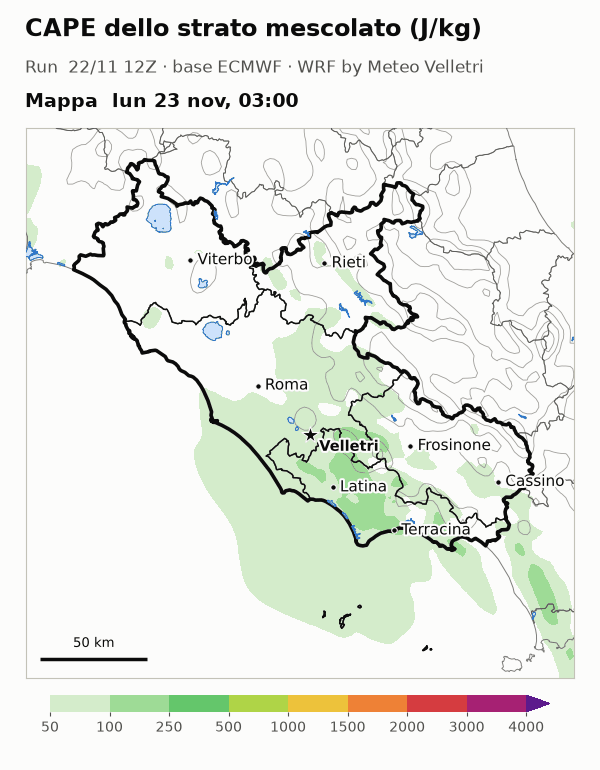 CAPE dello strato mescolato (J/kg)
Run  22/11 12Z · base ECMWF · WRF by Meteo Velletri
Mappa  lun 23 nov, 03:00
Viterbo
Rieti
Roma
Velletri
Frosinone
Latina
Cassino
Terracina
50 km
50 100 250 500 1000 1500 2000 3000 4000